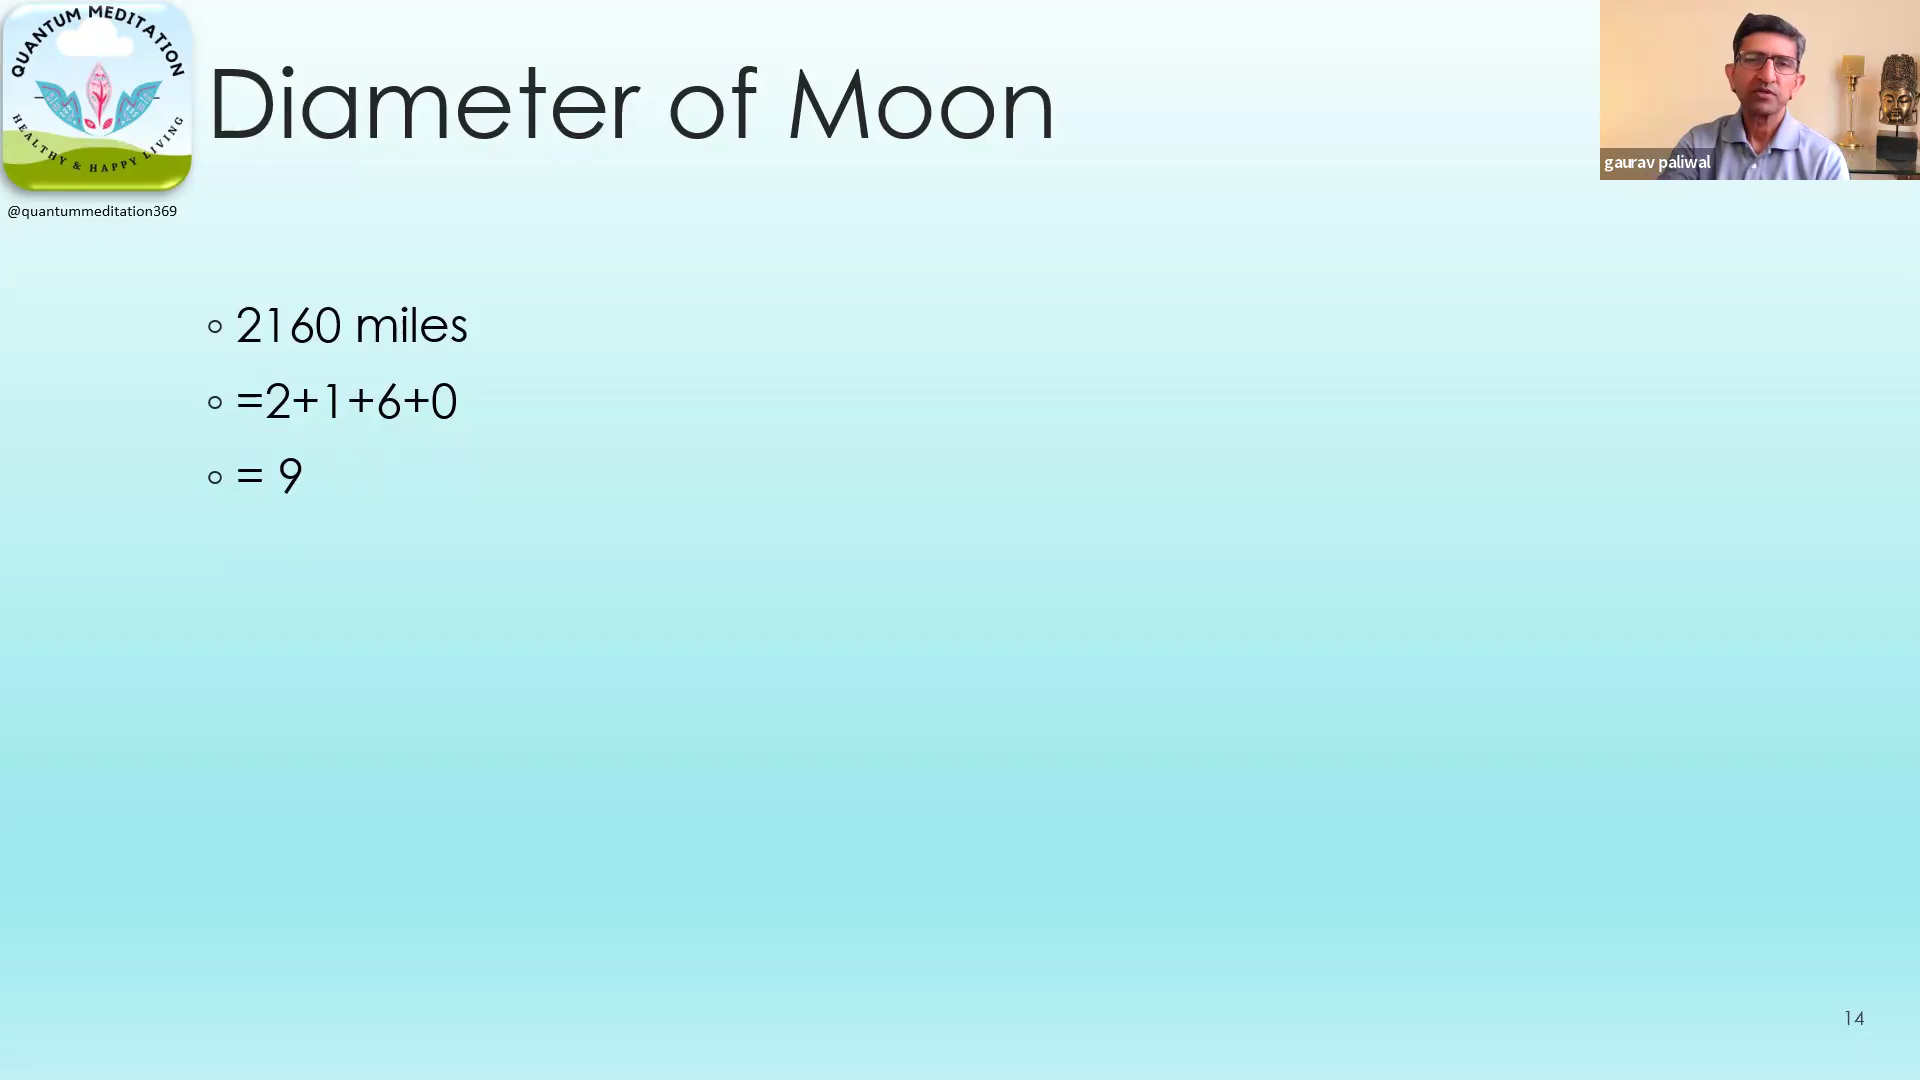 QUANTUM MEDITATION
HEALTHY & HAPPY LIVING
@quantummeditation369
Diameter of Moon
gaurav paliwal
2160 miles
=2+1+6+0
= 9
14